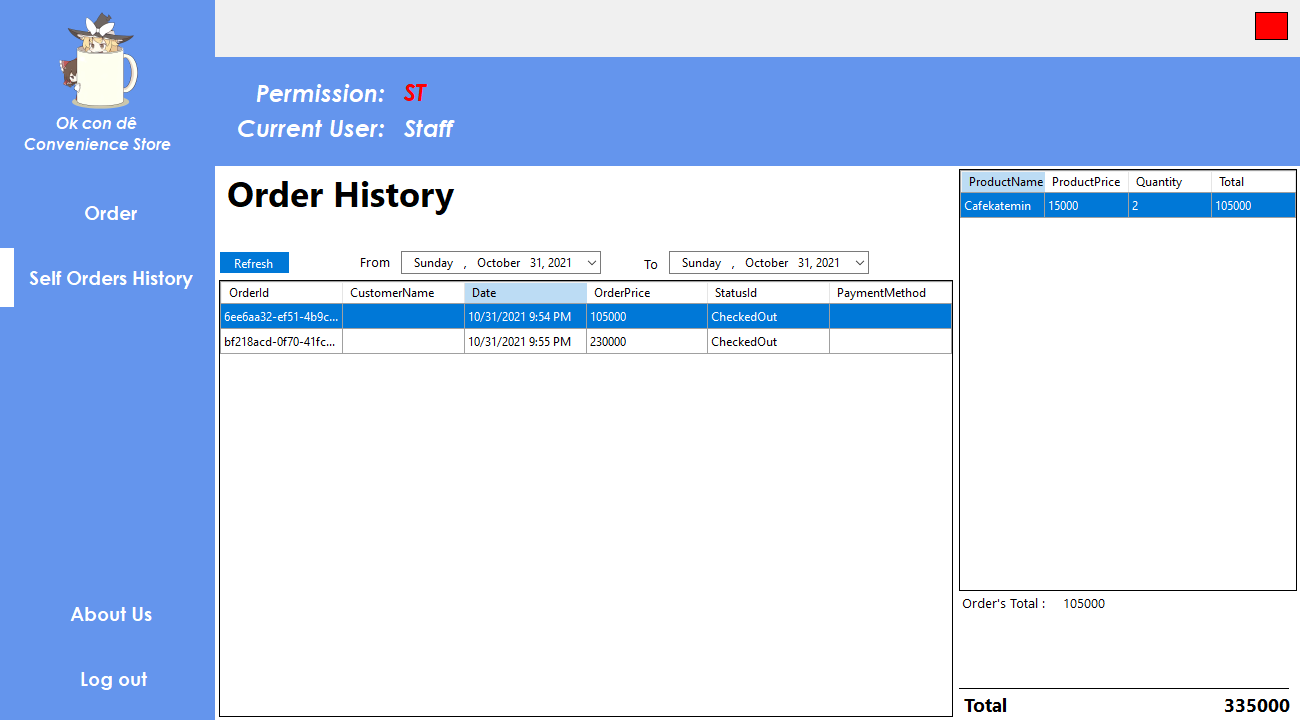 Ok con dê
Convenience Store
Order
Self Orders History
About Us
Log out
Permission: ST
Current User: Staff
Order History
Refresh From Sunday , October 31, 2021 To Sunday , October 31, 2021
OrderId CustomerName Date OrderPrice StatusId PaymentMethod
6ee6aa32-ef51-4b9c... 10/31/2021 9:54 PM 105000 CheckedOut
bf218acd-0f70-41fc... 10/31/2021 9:55 PM 230000 CheckedOut
ProductName ProductPrice Quantity Total
Cafekatemin 15000 2 105000
Order's Total : 105000
Total 335000